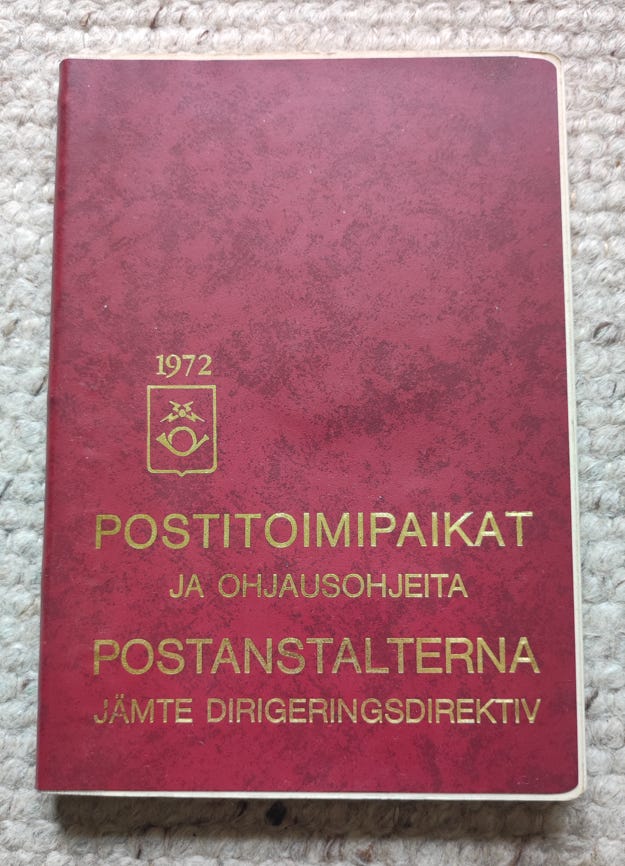 1972
POSTITOIMIPAIKAT
JA OHJAUSOHJEITA
POSTANSTALTERNA
JÄMTE DIRIGERINGSDIREKTIV